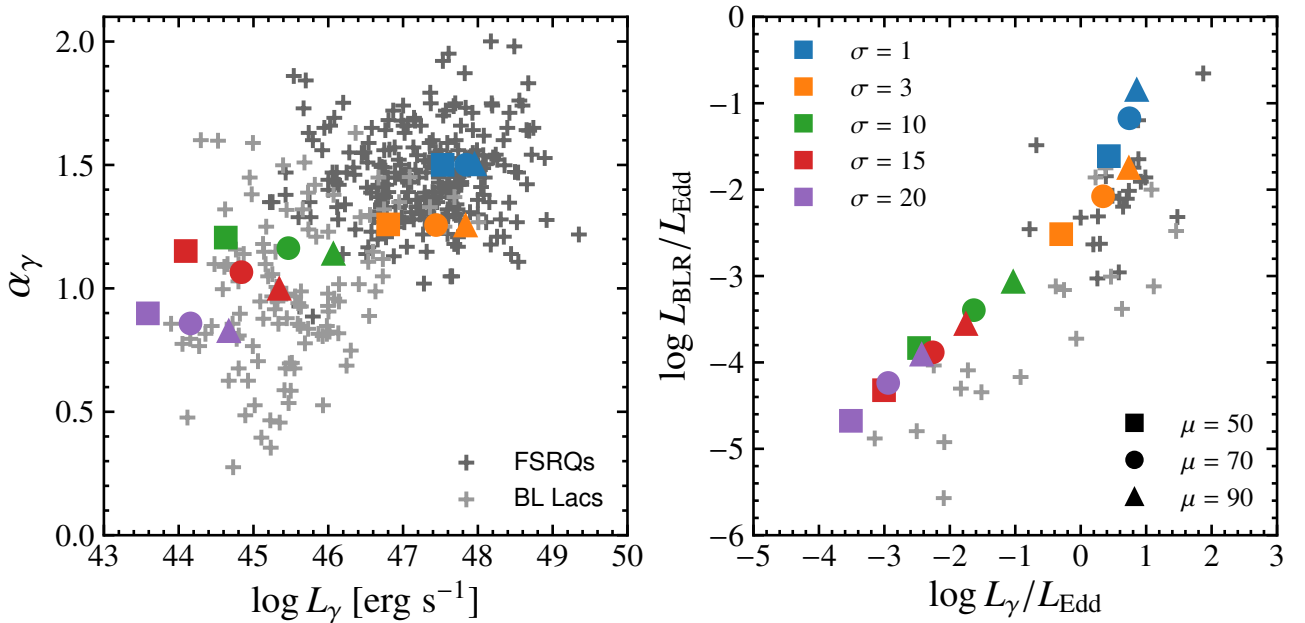 2.0
1.5
1.0
0.5
0.0
α_γ
43 44 45 46 47 48 49 50
log L_γ [erg s⁻¹]
FSRQs
BL Lacs
0
−1
−2
−3
−4
−5
−6
log L_BLR/L_Edd
−5 −4 −3 −2 −1 0 1 2 3
log L_γ/L_Edd
σ = 1
σ = 3
σ = 10
σ = 15
σ = 20
μ = 50
μ = 70
μ = 90